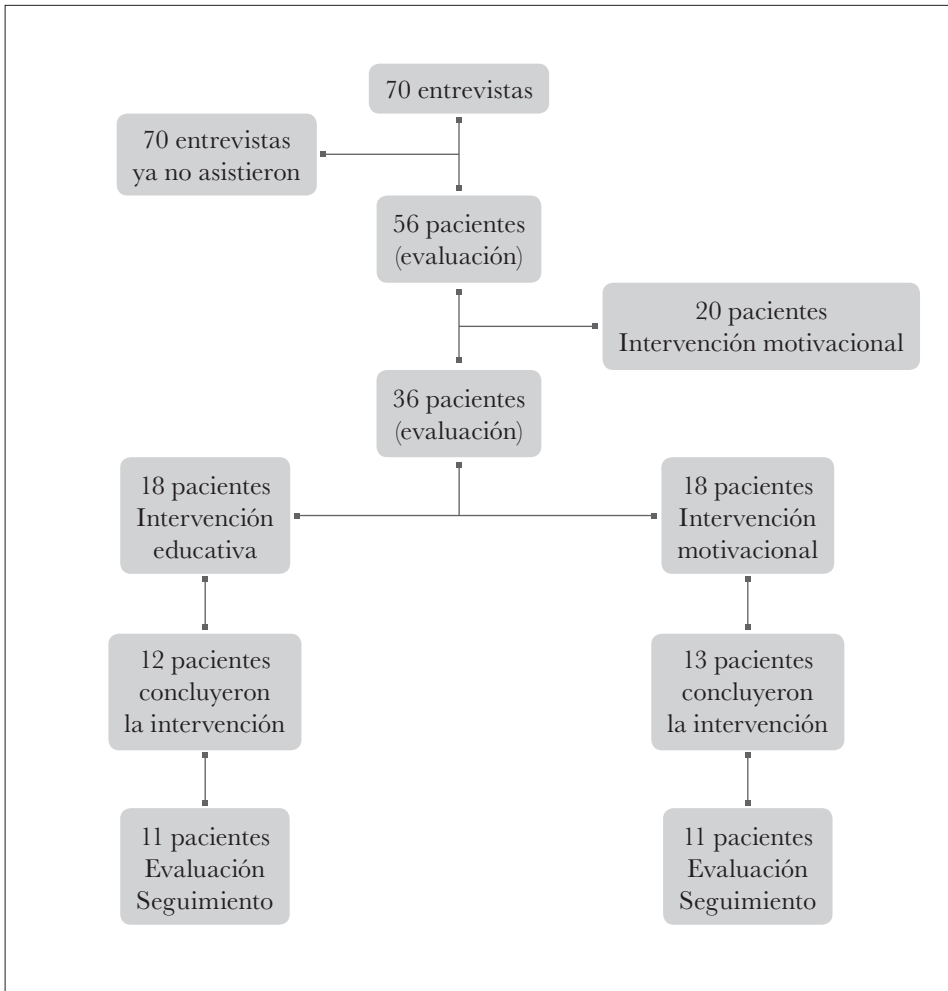 70 entrevistas
70 entrevistas
ya no asistieron
56 pacientes
(evaluación)
20 pacientes
Intervención motivacional
36 pacientes
(evaluación)
18 pacientes
Intervención
educativa
18 pacientes
Intervención
motivacional
12 pacientes
concluyeron
la intervención
13 pacientes
concluyeron
la intervención
11 pacientes
Evaluación
Seguimiento
11 pacientes
Evaluación
Seguimiento